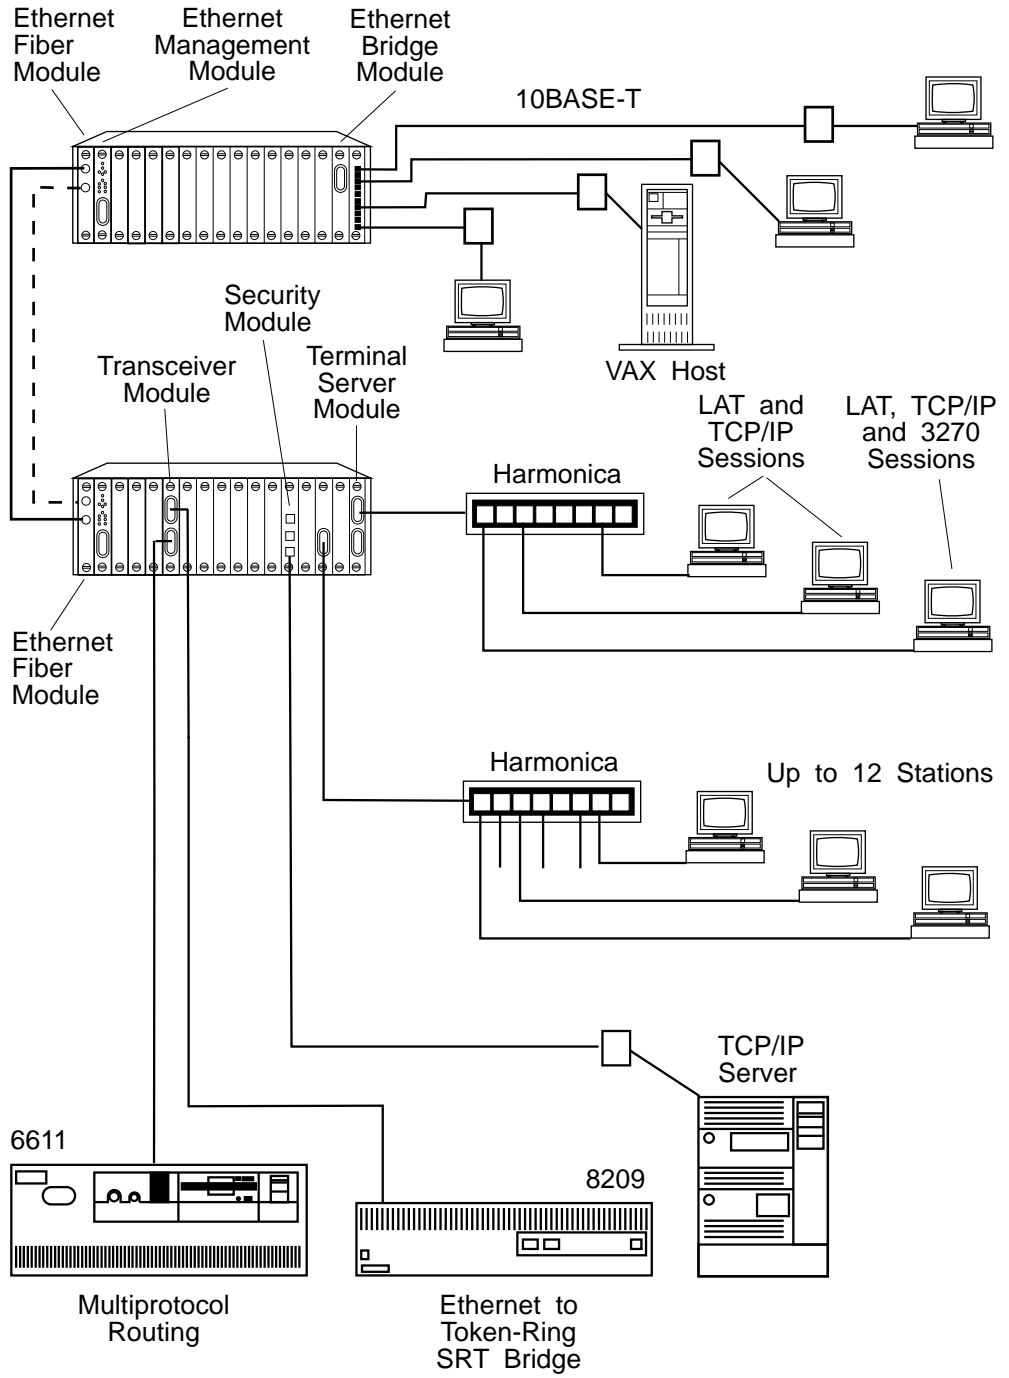 Ethernet
Fiber
Module
Ethernet
Management
Module
Ethernet
Bridge
Module
10BASE-T
VAX Host
Security
Module
Transceiver
Module
Terminal
Server
Module
LAT and
TCP/IP
Sessions
LAT, TCP/IP
and 3270
Sessions
Harmonica
Ethernet
Fiber
Module
Harmonica
Up to 12 Stations
TCP/IP
Server
6611
8209
Multiprotocol
Routing
Ethernet to
Token-Ring
SRT Bridge